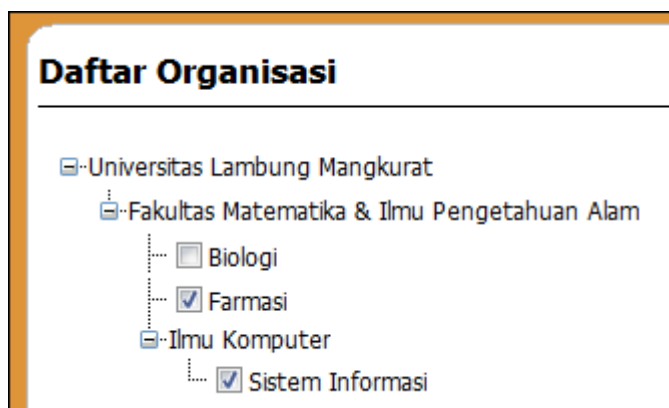 Daftar Organisasi
Universitas Lambung Mangkurat
Fakultas Matematika & Ilmu Pengetahuan Alam
Biologi
Farmasi
Ilmu Komputer
Sistem Informasi